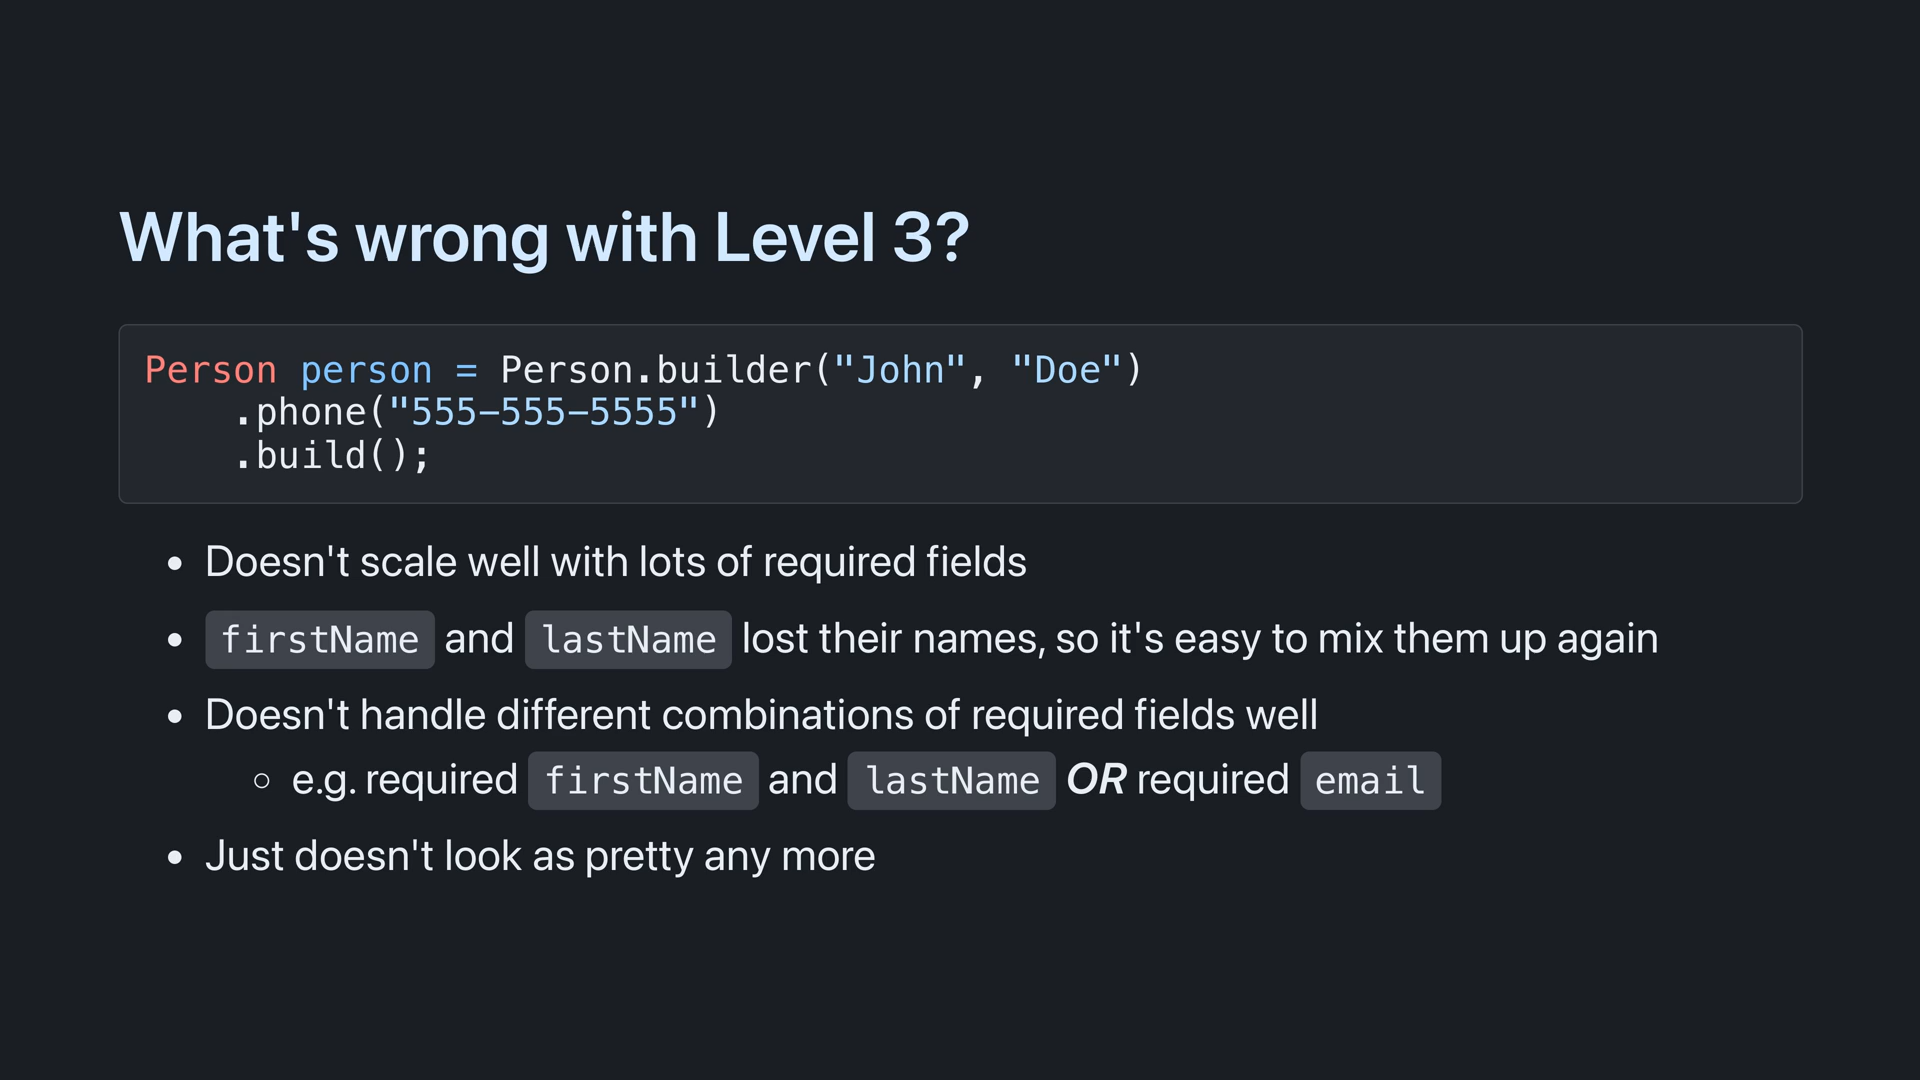 What's wrong with Level 3?
Person person = Person.builder("John", "Doe")
    .phone("555-555-5555")
    .build();
• Doesn't scale well with lots of required fields
• firstName and lastName lost their names, so it's easy to mix them up again
• Doesn't handle different combinations of required fields well
◦ e.g. required firstName and lastName OR required email
• Just doesn't look as pretty any more